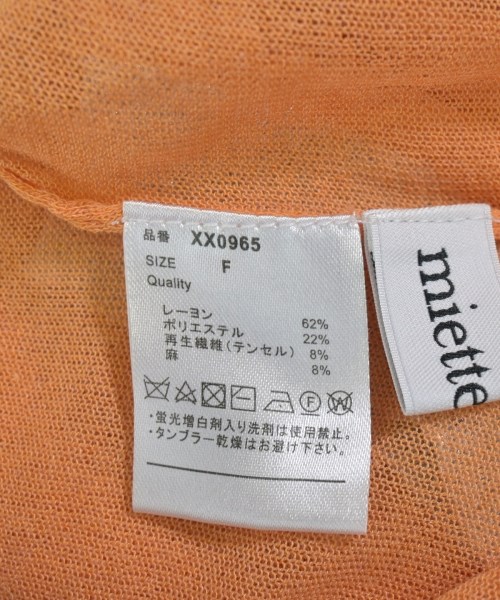 品番 XX0965
SIZE F
Quality
レーヨン 62%
ポリエステル 22%
再生繊維(テンセル) 8%
麻 8%
F W
・蛍光増白剤入り洗剤は使用禁止。
・タンブラー乾燥はお避け下さい。
miette